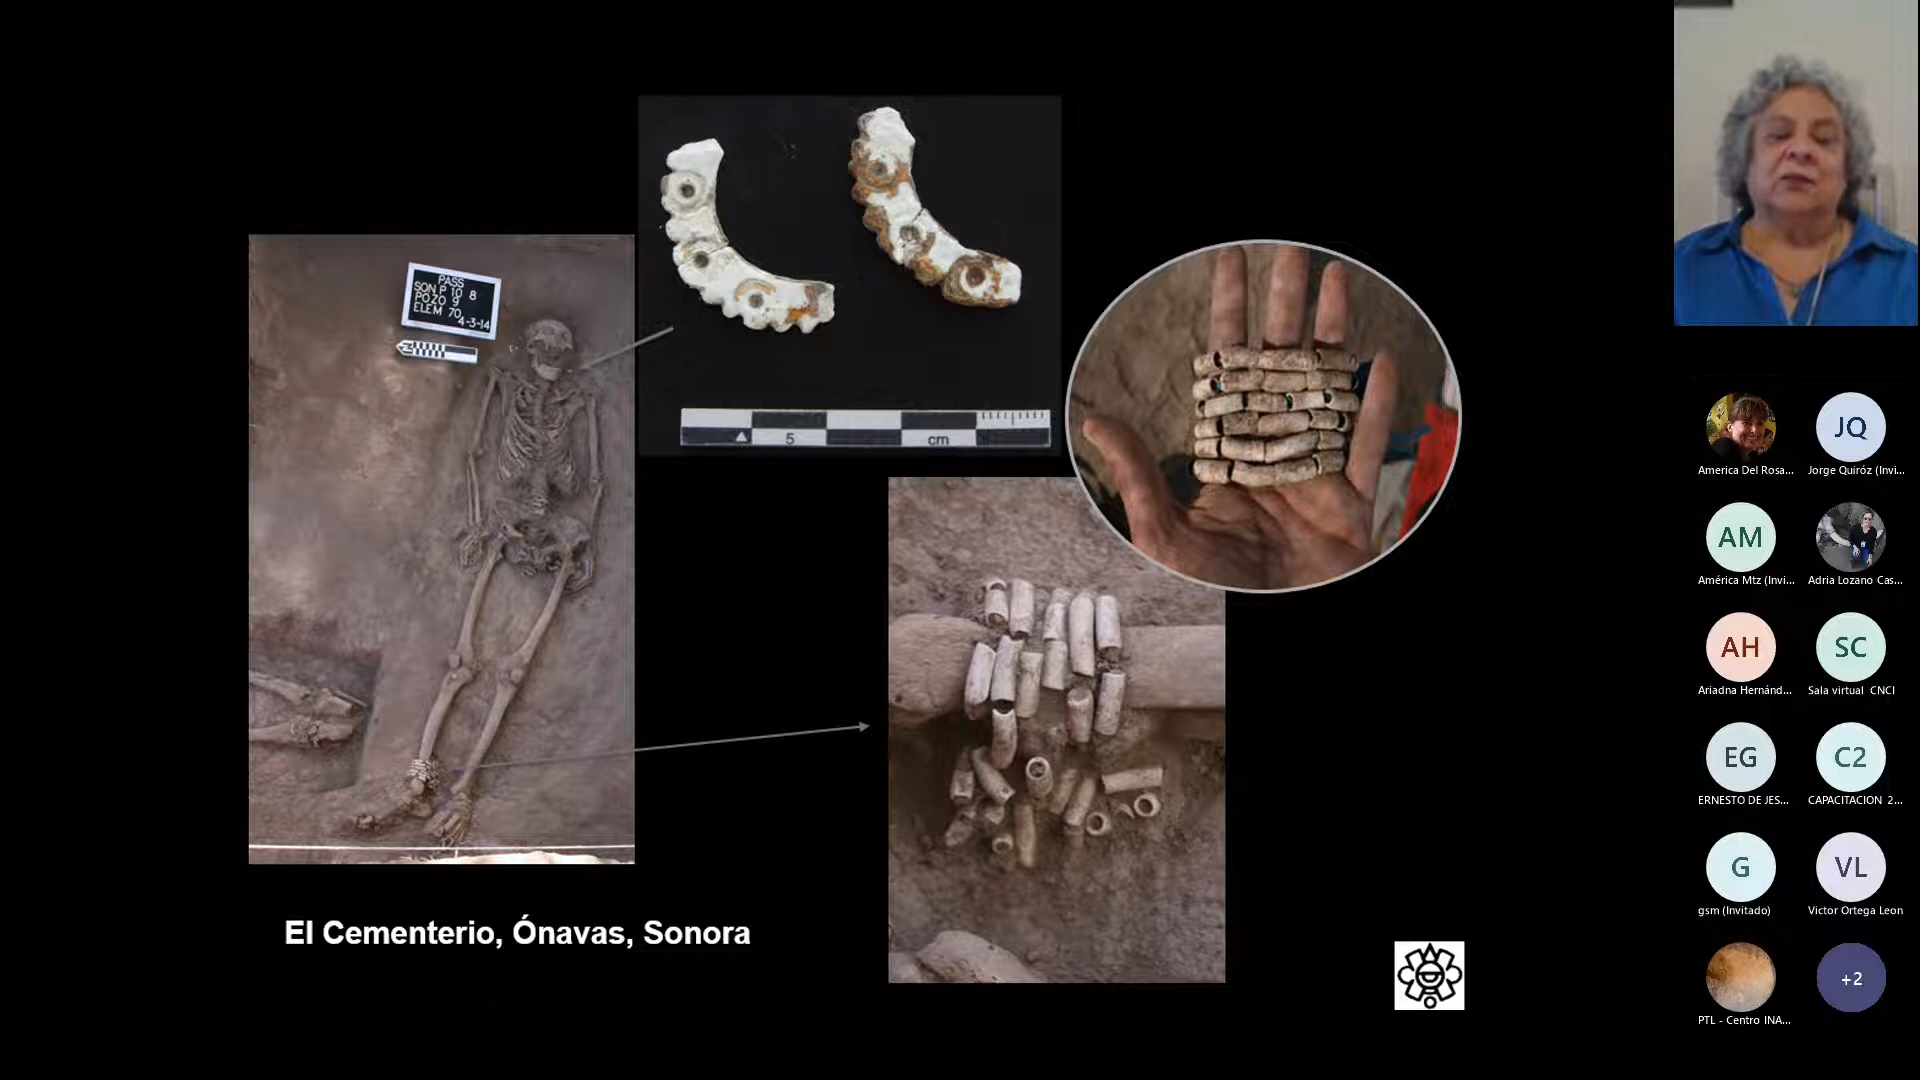 PASS
SON P 10 8
POZO 9
ELEM 70
4-3-14
5
cm
El Cementerio, Ónavas, Sonora
America Del Rosa...
JQ
Jorge Quiróz (Invi...
AM
América Mtz (Invi...
Adria Lozano Cas...
AH
Ariadna Hernánd...
SC
Sala virtual CNCI
EG
ERNESTO DE JES...
C2
CAPACITACION 2...
G
gsm (Invitado)
VL
Victor Ortega Leon
PTL - Centro INA...
+2